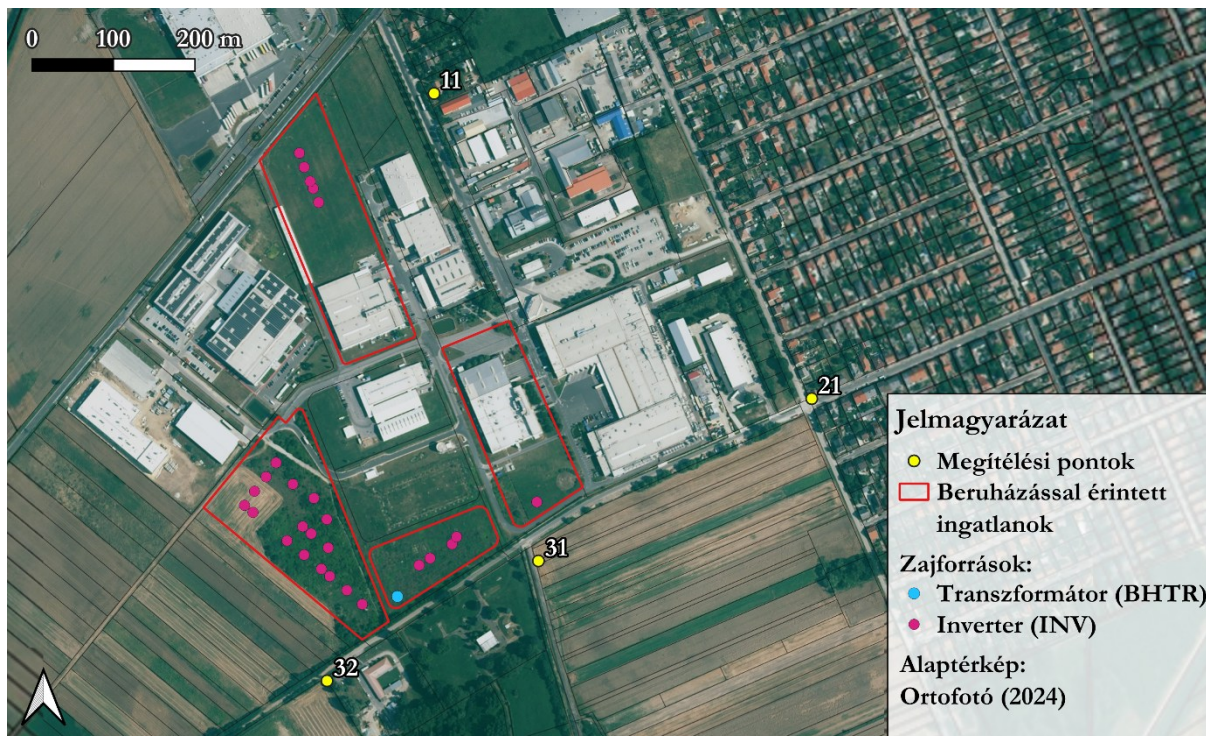 0 100 200 m
11
21
31
32
Jelmagyarázat
Megítélési pontok
Beruházással érintett
ingatlanok
Zajforrások:
Transzformátor (BHTR)
Inverter (INV)
Alaptérkép:
Ortofotó (2024)